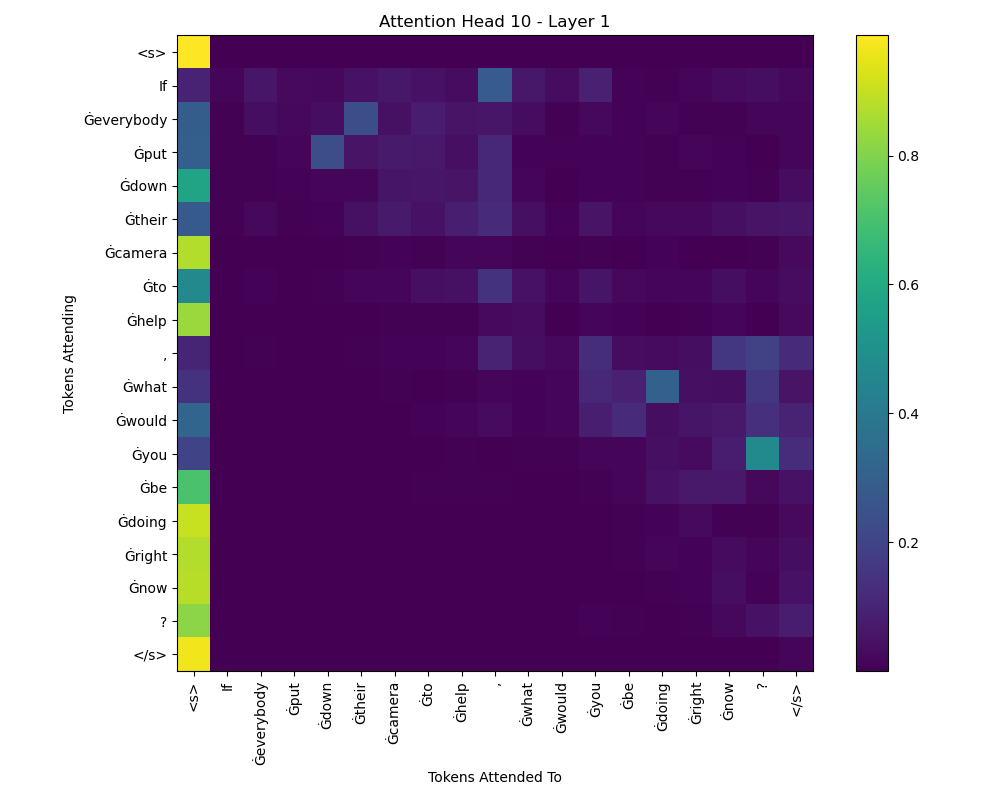 Attention Head 10 - Layer 1
Tokens Attending
<s>
If
Ġeverybody
Ġput
Ġdown
Ġtheir
Ġcamera
Ġto
Ġhelp
,
Ġwhat
Ġwould
Ġyou
Ġbe
Ġdoing
Ġright
Ġnow
?
</s>
<s>
If
Ġeverybody
Ġput
Ġdown
Ġtheir
Ġcamera
Ġto
Ġhelp
,
Ġwhat
Ġwould
Ġyou
Ġbe
Ġdoing
Ġright
Ġnow
?
</s>
Tokens Attended To
0.8
0.6
0.4
0.2